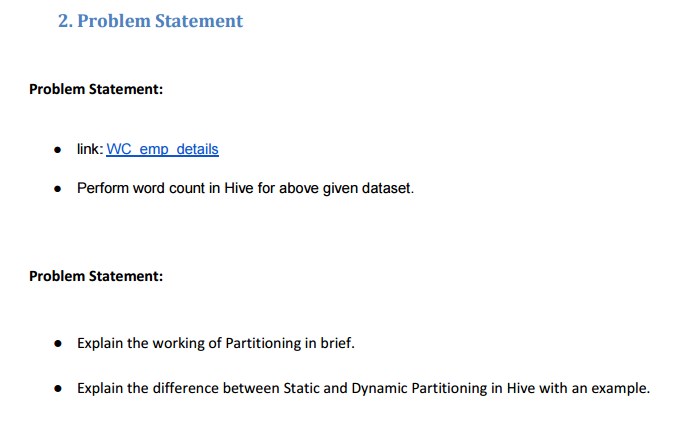 2. Problem Statement
Problem Statement:
● link: WC_emp_details
● Perform word count in Hive for above given dataset.
Problem Statement:
● Explain the working of Partitioning in brief.
● Explain the difference between Static and Dynamic Partitioning in Hive with an example.